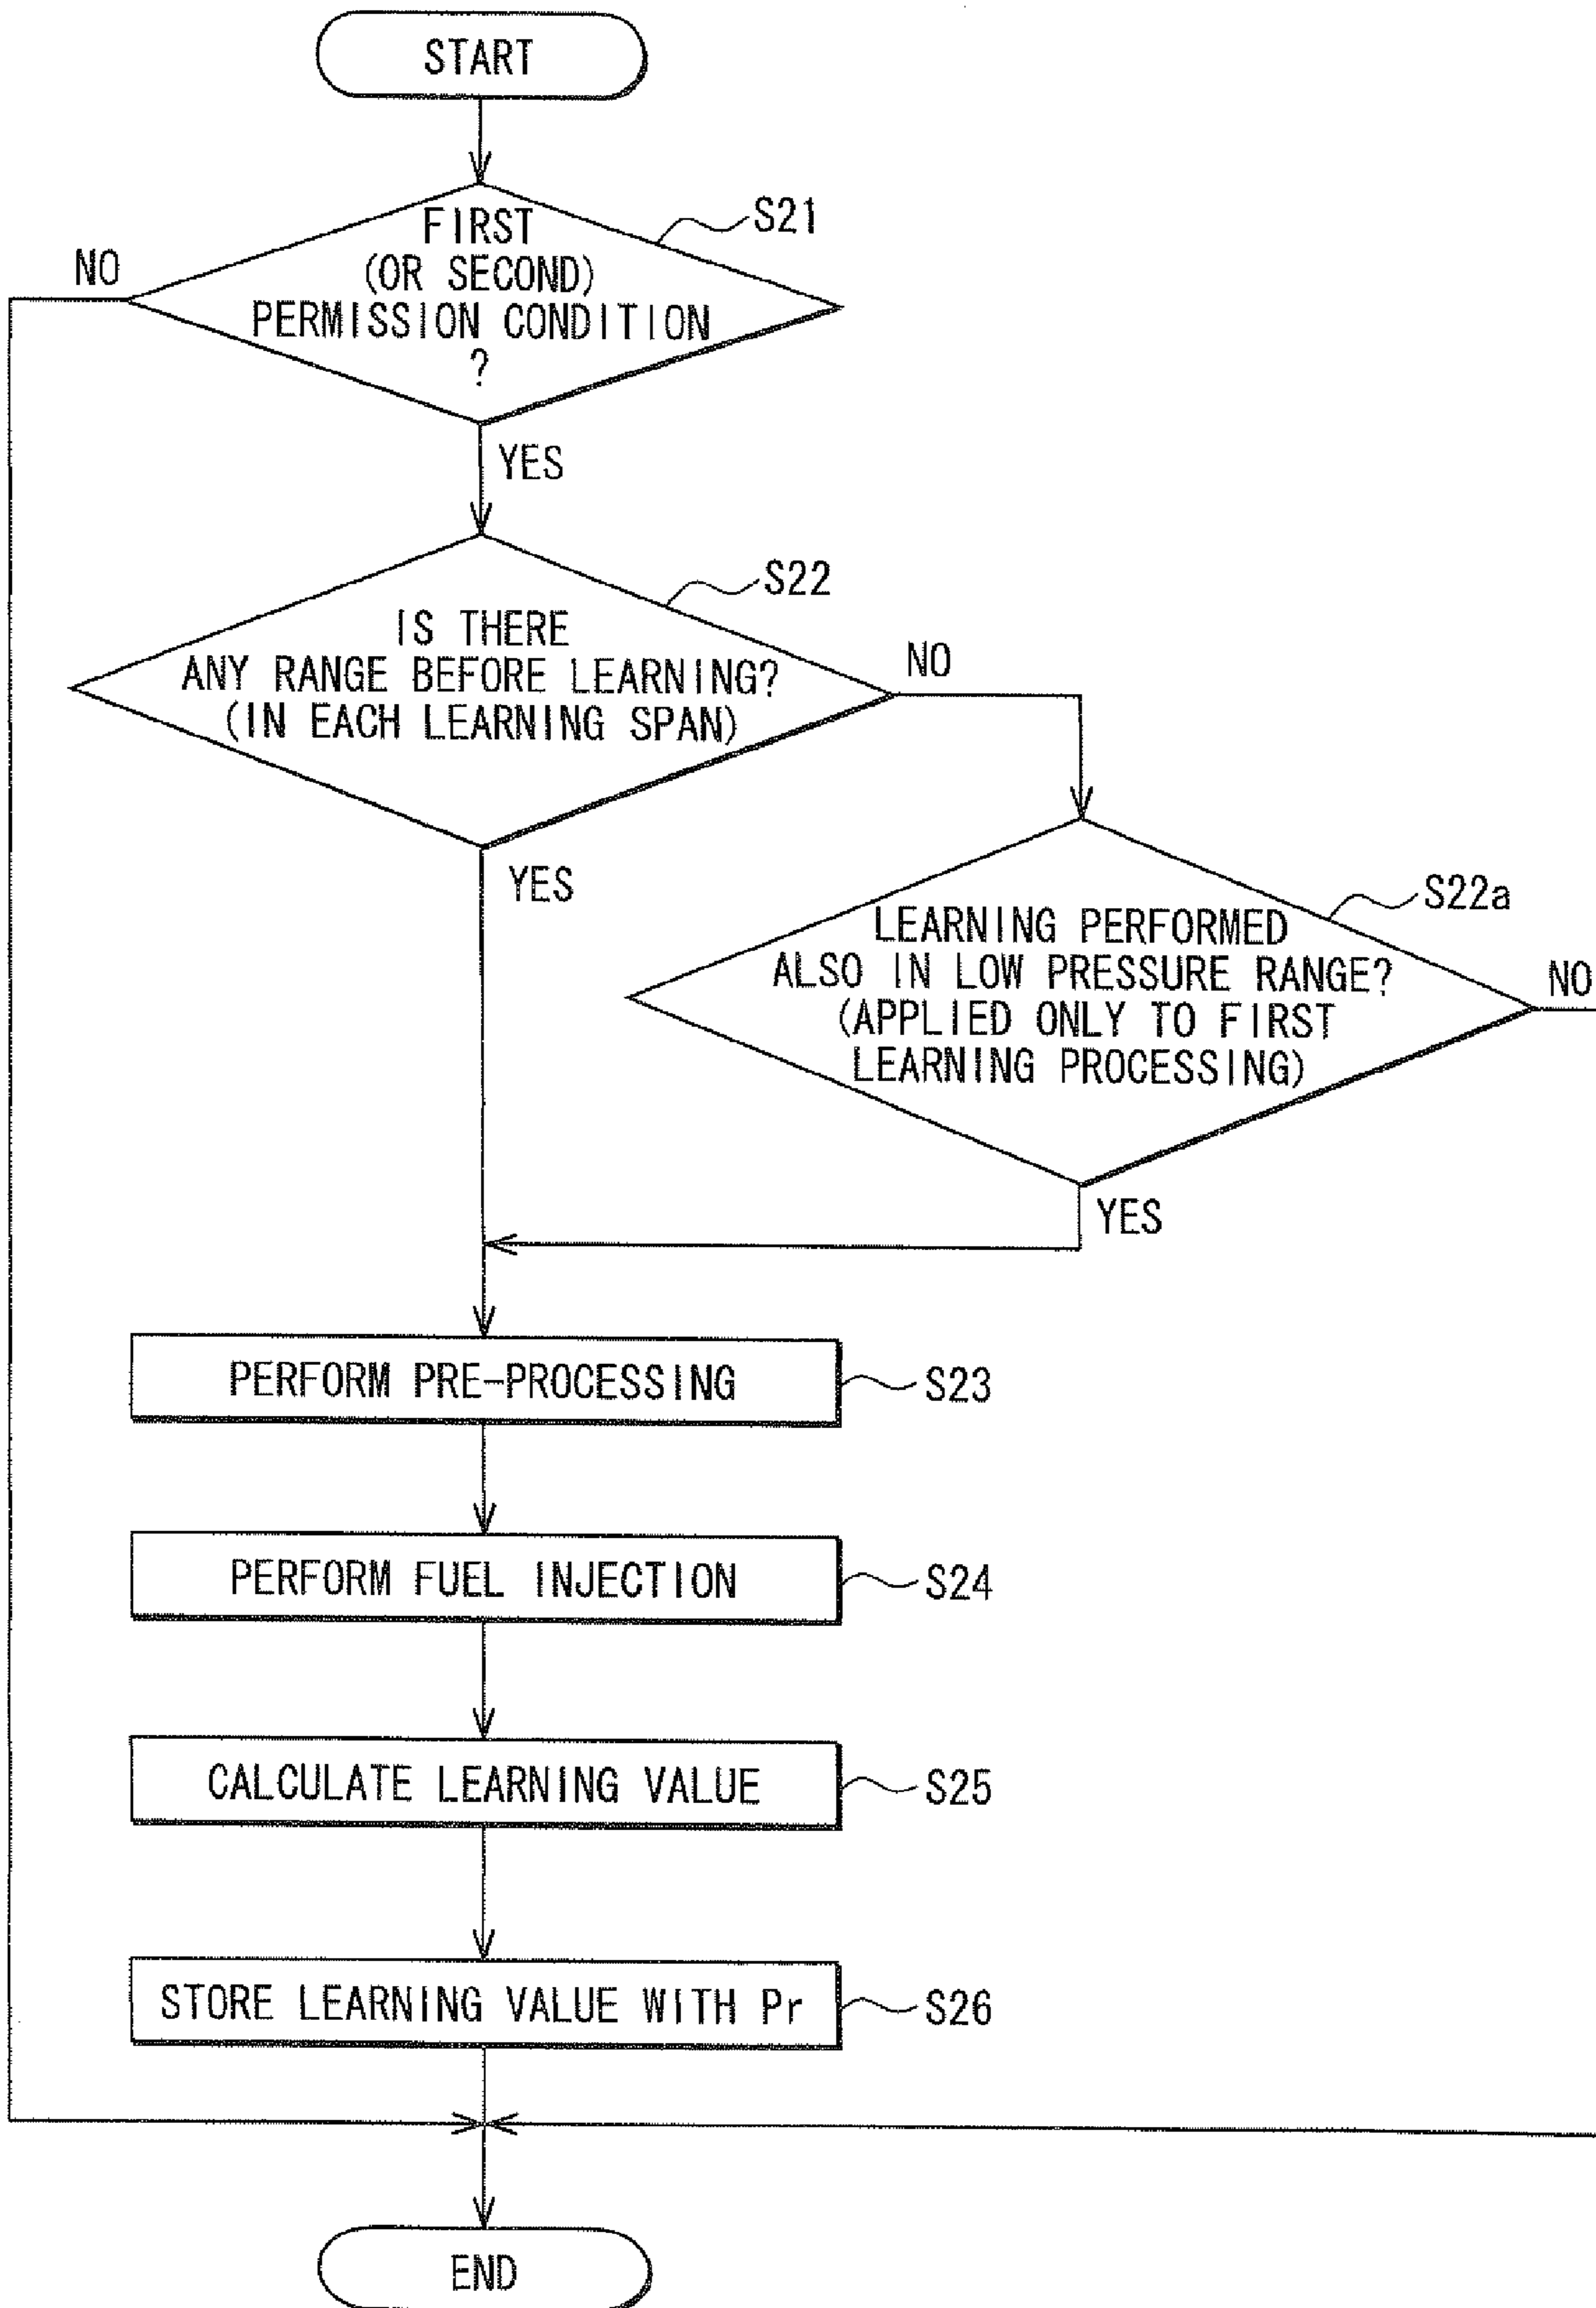 START
FIRST
(OR SECOND)
PERMISSION CONDITION
?
S21
NO
YES
IS THERE
ANY RANGE BEFORE LEARNING?
(IN EACH LEARNING SPAN)
S22
NO
YES
LEARNING PERFORMED
ALSO IN LOW PRESSURE RANGE?
(APPLIED ONLY TO FIRST
LEARNING PROCESSING)
S22a
NO
YES
PERFORM PRE-PROCESSING
S23
PERFORM FUEL INJECTION
S24
CALCULATE LEARNING VALUE
S25
STORE LEARNING VALUE WITH Pr
S26
END